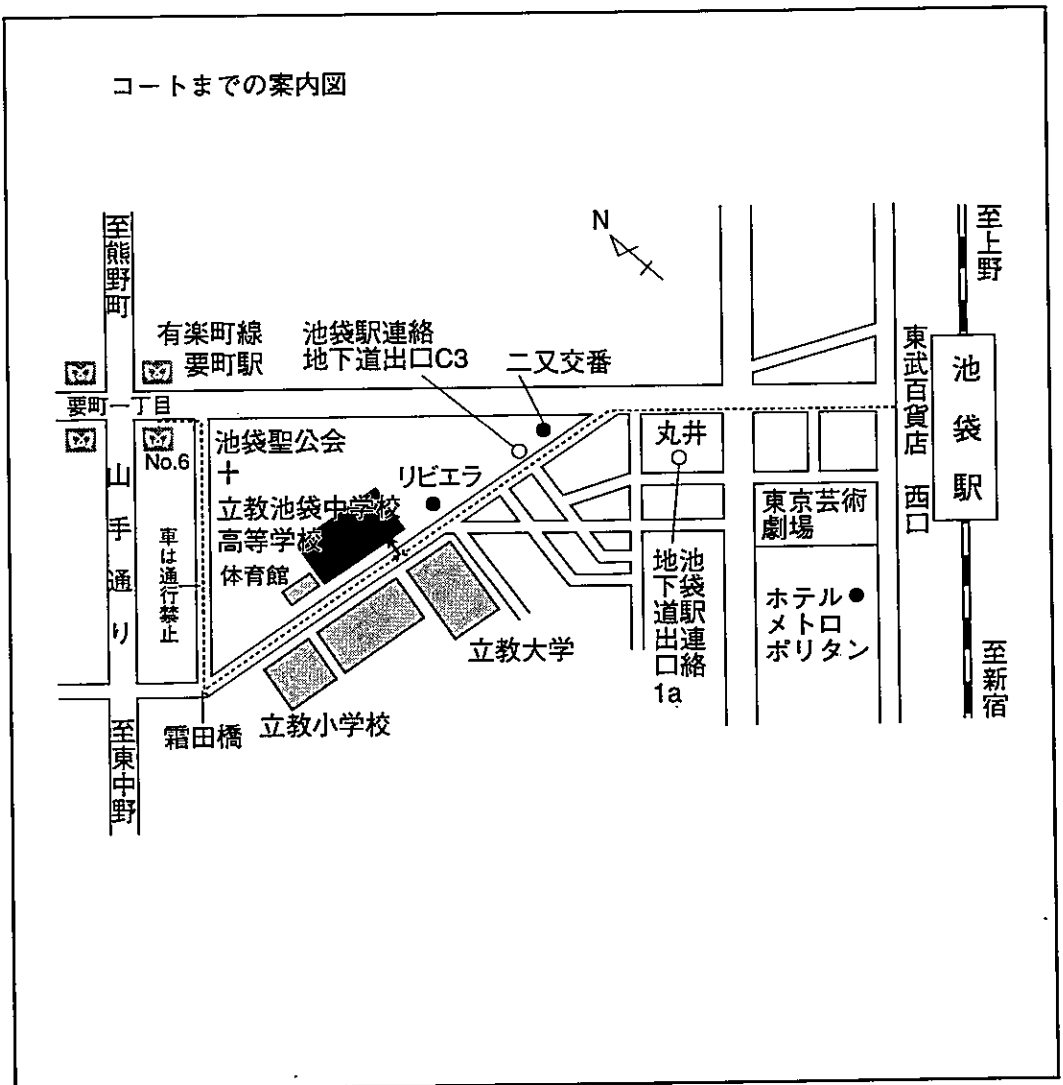 コートまでの案内図
N
至上野
至熊野町
有楽町線
要町駅
池袋駅連絡
地下道出口C3
二又交番
東武百貨店 西口
池袋駅
要町一丁目
No.6
池袋聖公会
丸井
リビエラ
山手通り
立教池袋中学校
高等学校
体育館
車は通行禁止
東京芸術
劇場
池袋駅連絡
地下道出口
1a
ホテル
メトロ
ポリタン
立教大学
至新宿
霜田橋
立教小学校
至東中野